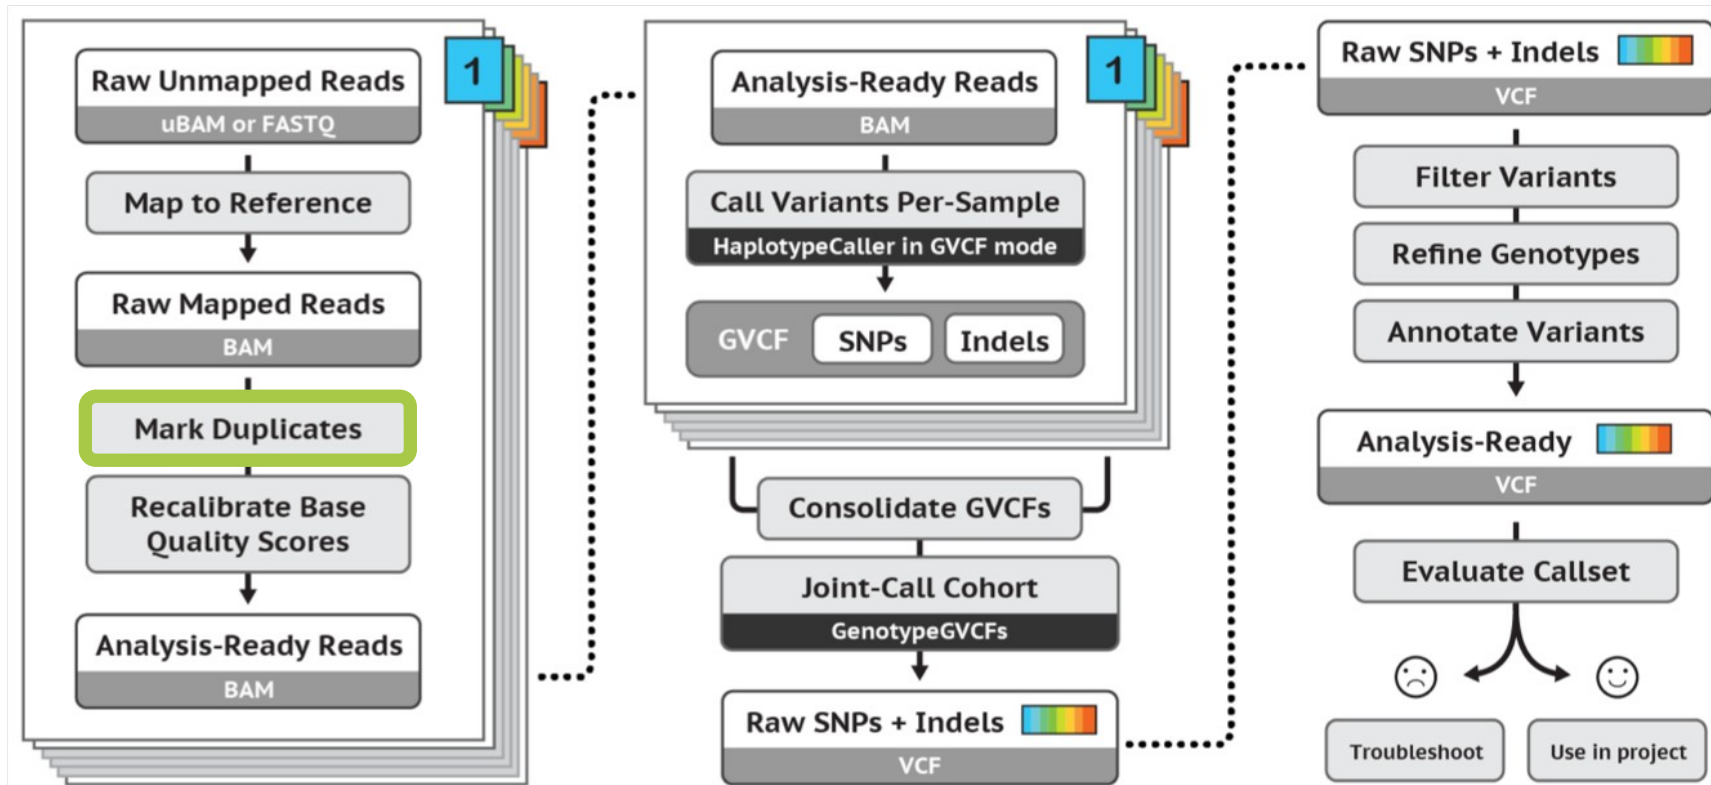 Raw Unmapped Reads
1
uBAM or FASTQ
Map to Reference
Raw Mapped Reads
BAM
Mark Duplicates
Recalibrate Base
Quality Scores
Analysis-Ready Reads
BAM
Analysis-Ready Reads
1
BAM
Call Variants Per-Sample
HaplotypeCaller in GVCF mode
GVCF SNPs Indels
Consolidate GVCFs
Joint-Call Cohort
GenotypeGVCFs
Raw SNPs + Indels
VCF
Raw SNPs + Indels
VCF
Filter Variants
Refine Genotypes
Annotate Variants
Analysis-Ready
VCF
Evaluate Callset
Troubleshoot
Use in project